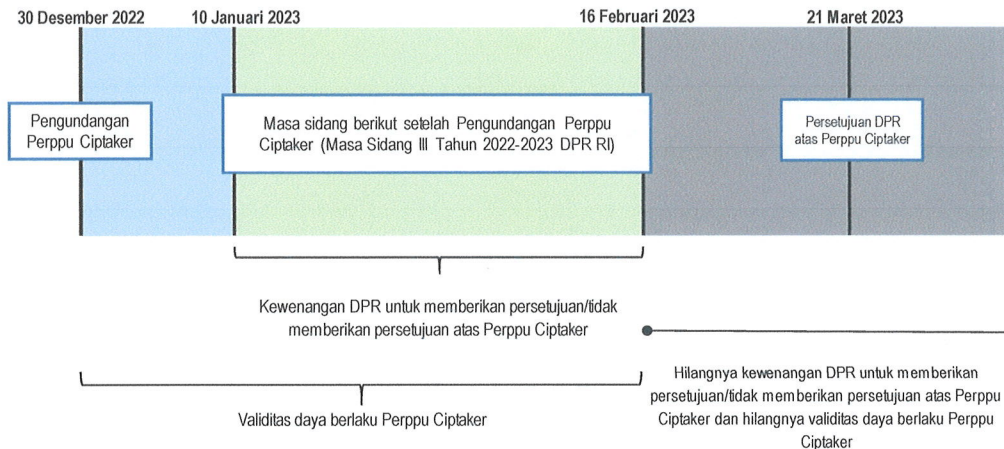 30 Desember 2022
10 Januari 2023
16 Februari 2023
21 Maret 2023
Pengundangan
Perppu Ciptaker
Masa sidang berikut setelah Pengundangan Perppu
Ciptaker (Masa Sidang III Tahun 2022-2023 DPR RI)
Persetujuan DPR
atas Perppu Ciptaker
Kewenangan DPR untuk memberikan persetujuan/tidak
memberikan persetujuan atas Perppu Ciptaker
Validitas daya berlaku Perppu Ciptaker
Hilangnya kewenangan DPR untuk memberikan
persetujuan/tidak memberikan persetujuan atas Perppu
Ciptaker dan hilangnya validitas daya berlaku Perppu
Ciptaker